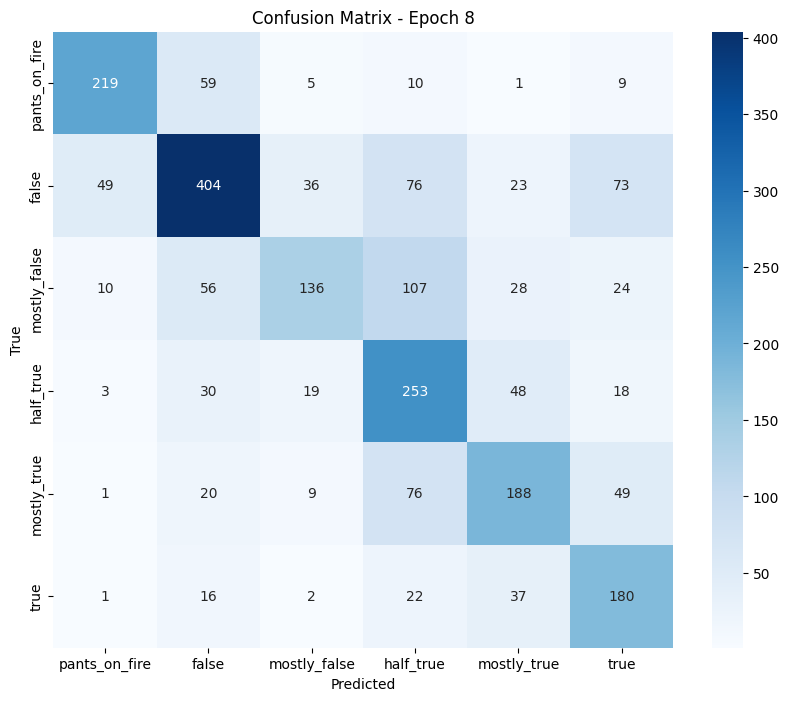 Confusion Matrix - Epoch 8
True
pants_on_fire 219 59 5 10 1 9
false 49 404 36 76 23 73
mostly_false 10 56 136 107 28 24
half_true 3 30 19 253 48 18
mostly_true 1 20 9 76 188 49
true 1 16 2 22 37 180
pants_on_fire false mostly_false half_true mostly_true true
Predicted
400
350
300
250
200
150
100
50